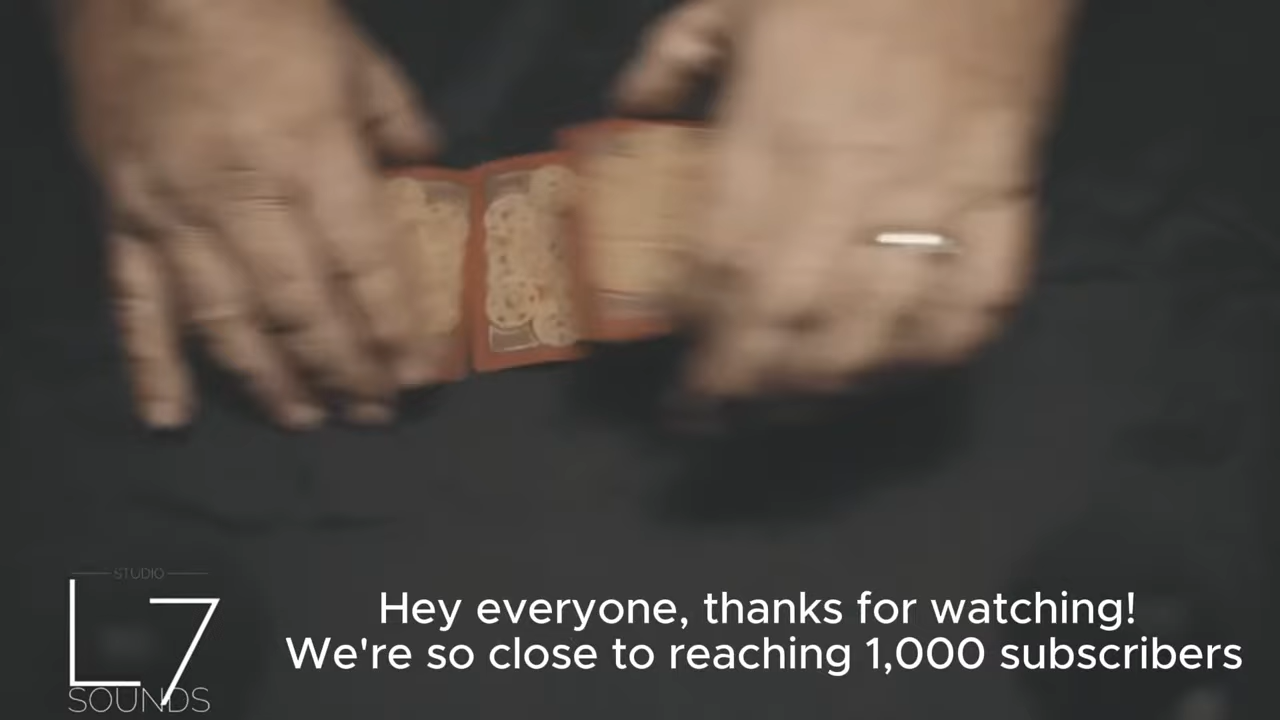 STUDIO
L7
SOUNDS
Hey everyone, thanks for watching!
We're so close to reaching 1,000 subscribers